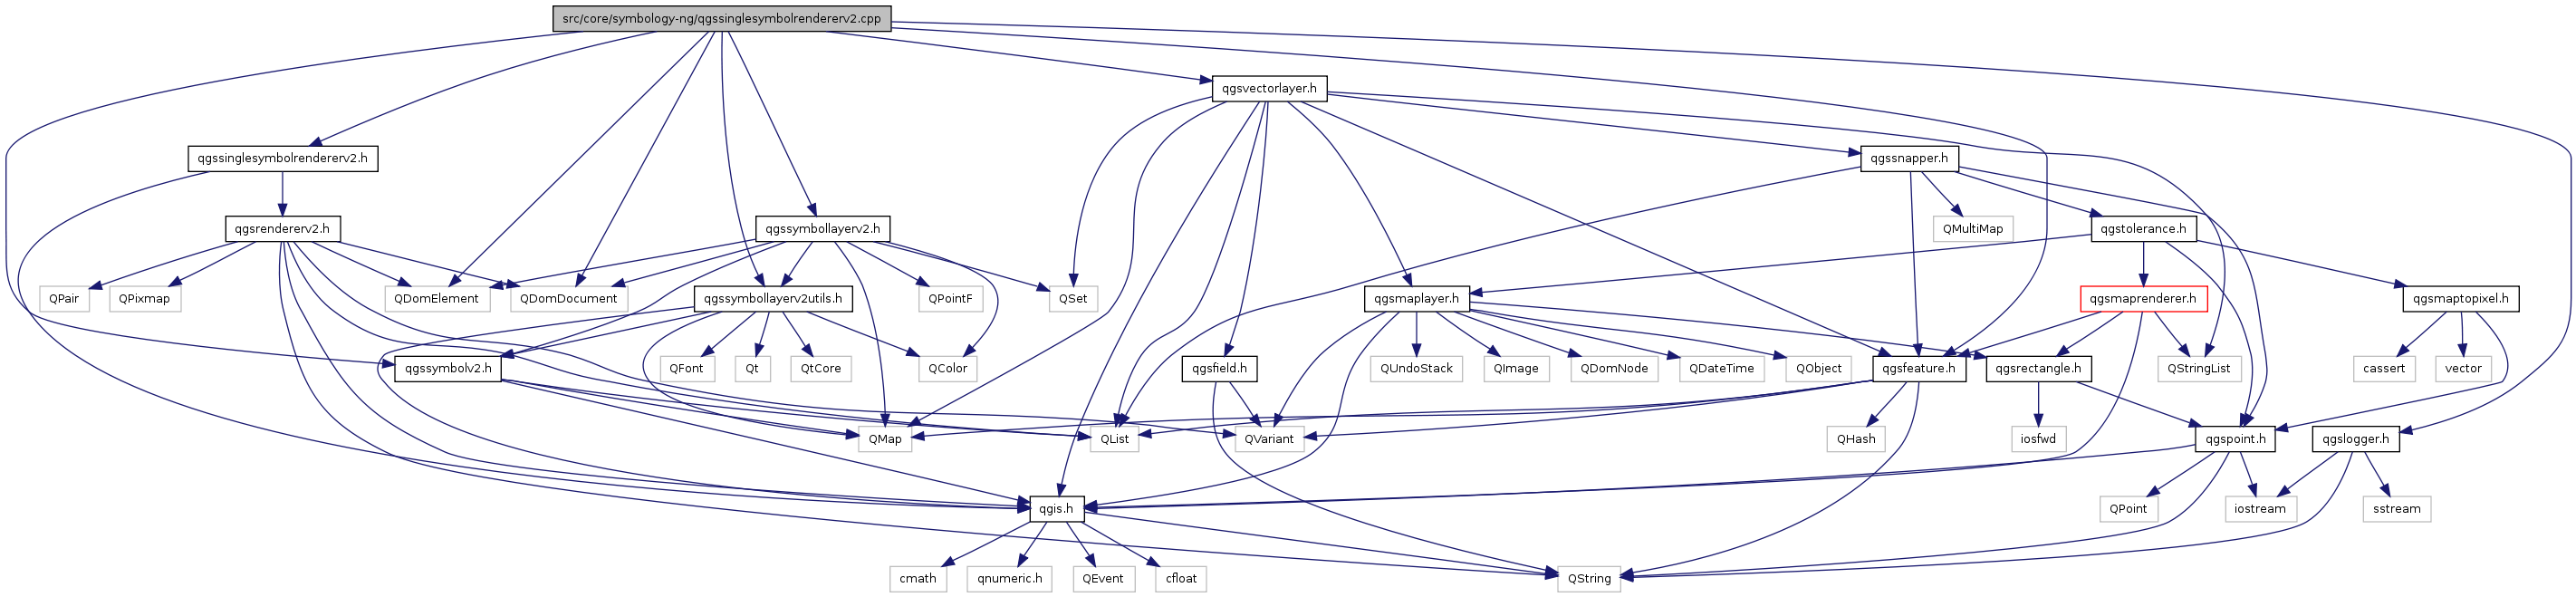 src/core/symbology-ng/qgssinglesymbolrendererv2.cpp
qgsvectorlayer.h
qgssinglesymbolrendererv2.h
qgssnapper.h
qgsrendererv2.h
qgssymbollayerv2.h
QMultiMap
qgstolerance.h
QPair
QPixmap
QDomElement
QDomDocument
qgssymbollayerv2utils.h
QPointF
QSet
qgsmaplayer.h
qgsmaprenderer.h
qgsmaptopixel.h
qgssymbolv2.h
QFont
Qt
QtCore
QColor
qgsfield.h
QUndoStack
QImage
QDomNode
QDateTime
QObject
qgsfeature.h
qgsrectangle.h
QStringList
cassert
vector
QMap
QList
QVariant
QHash
iosfwd
qgspoint.h
qgslogger.h
qgis.h
QPoint
iostream
sstream
cmath
qnumeric.h
QEvent
cfloat
QString